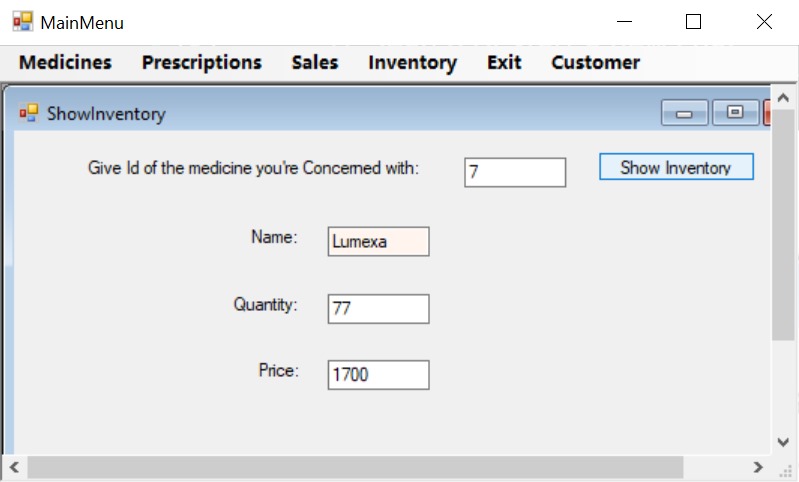 MainMenu
Medicines Prescriptions Sales Inventory Exit Customer
ShowInventory
Give Id of the medicine you're Concerned with: 7 Show Inventory
Name: Lumexa
Quantity: 77
Price: 1700